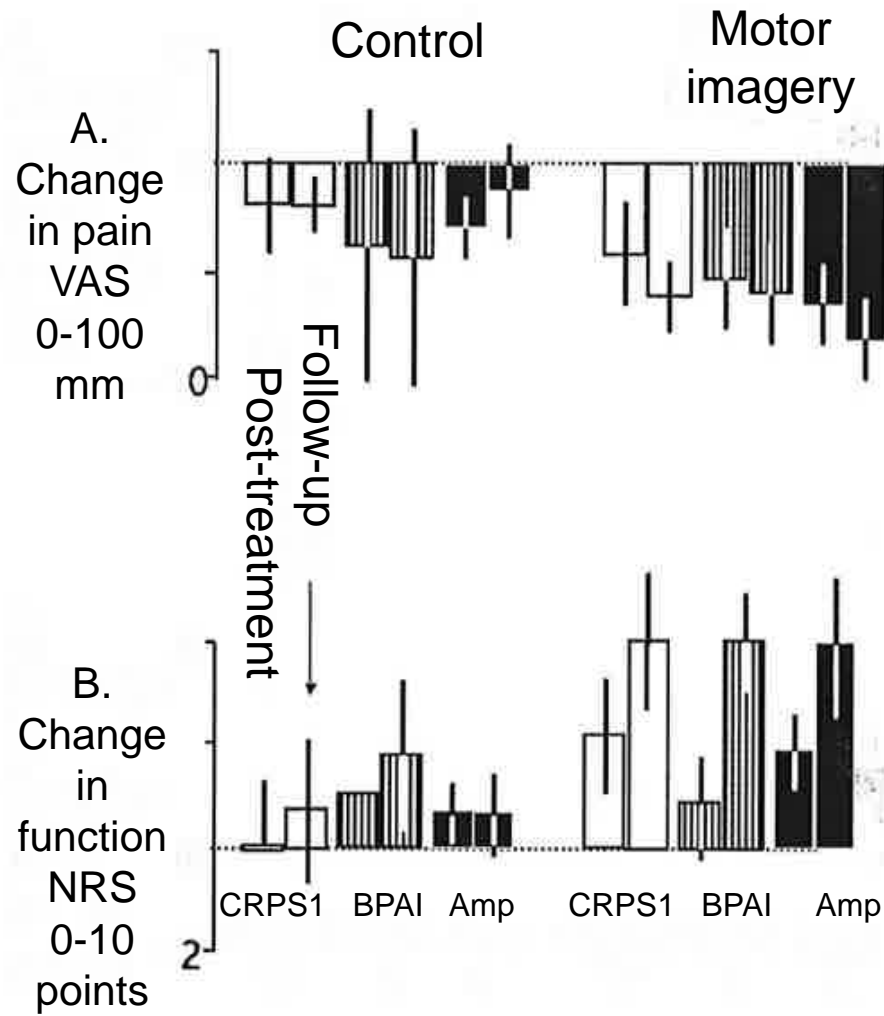 Control
Motor
imagery
A.
Change
in pain
VAS
0-100
mm
0
Follow-up
Post-treatment
B.
Change
in
function
NRS
0-10
points
2
CRPS1 BPAI Amp CRPS1 BPAI Amp